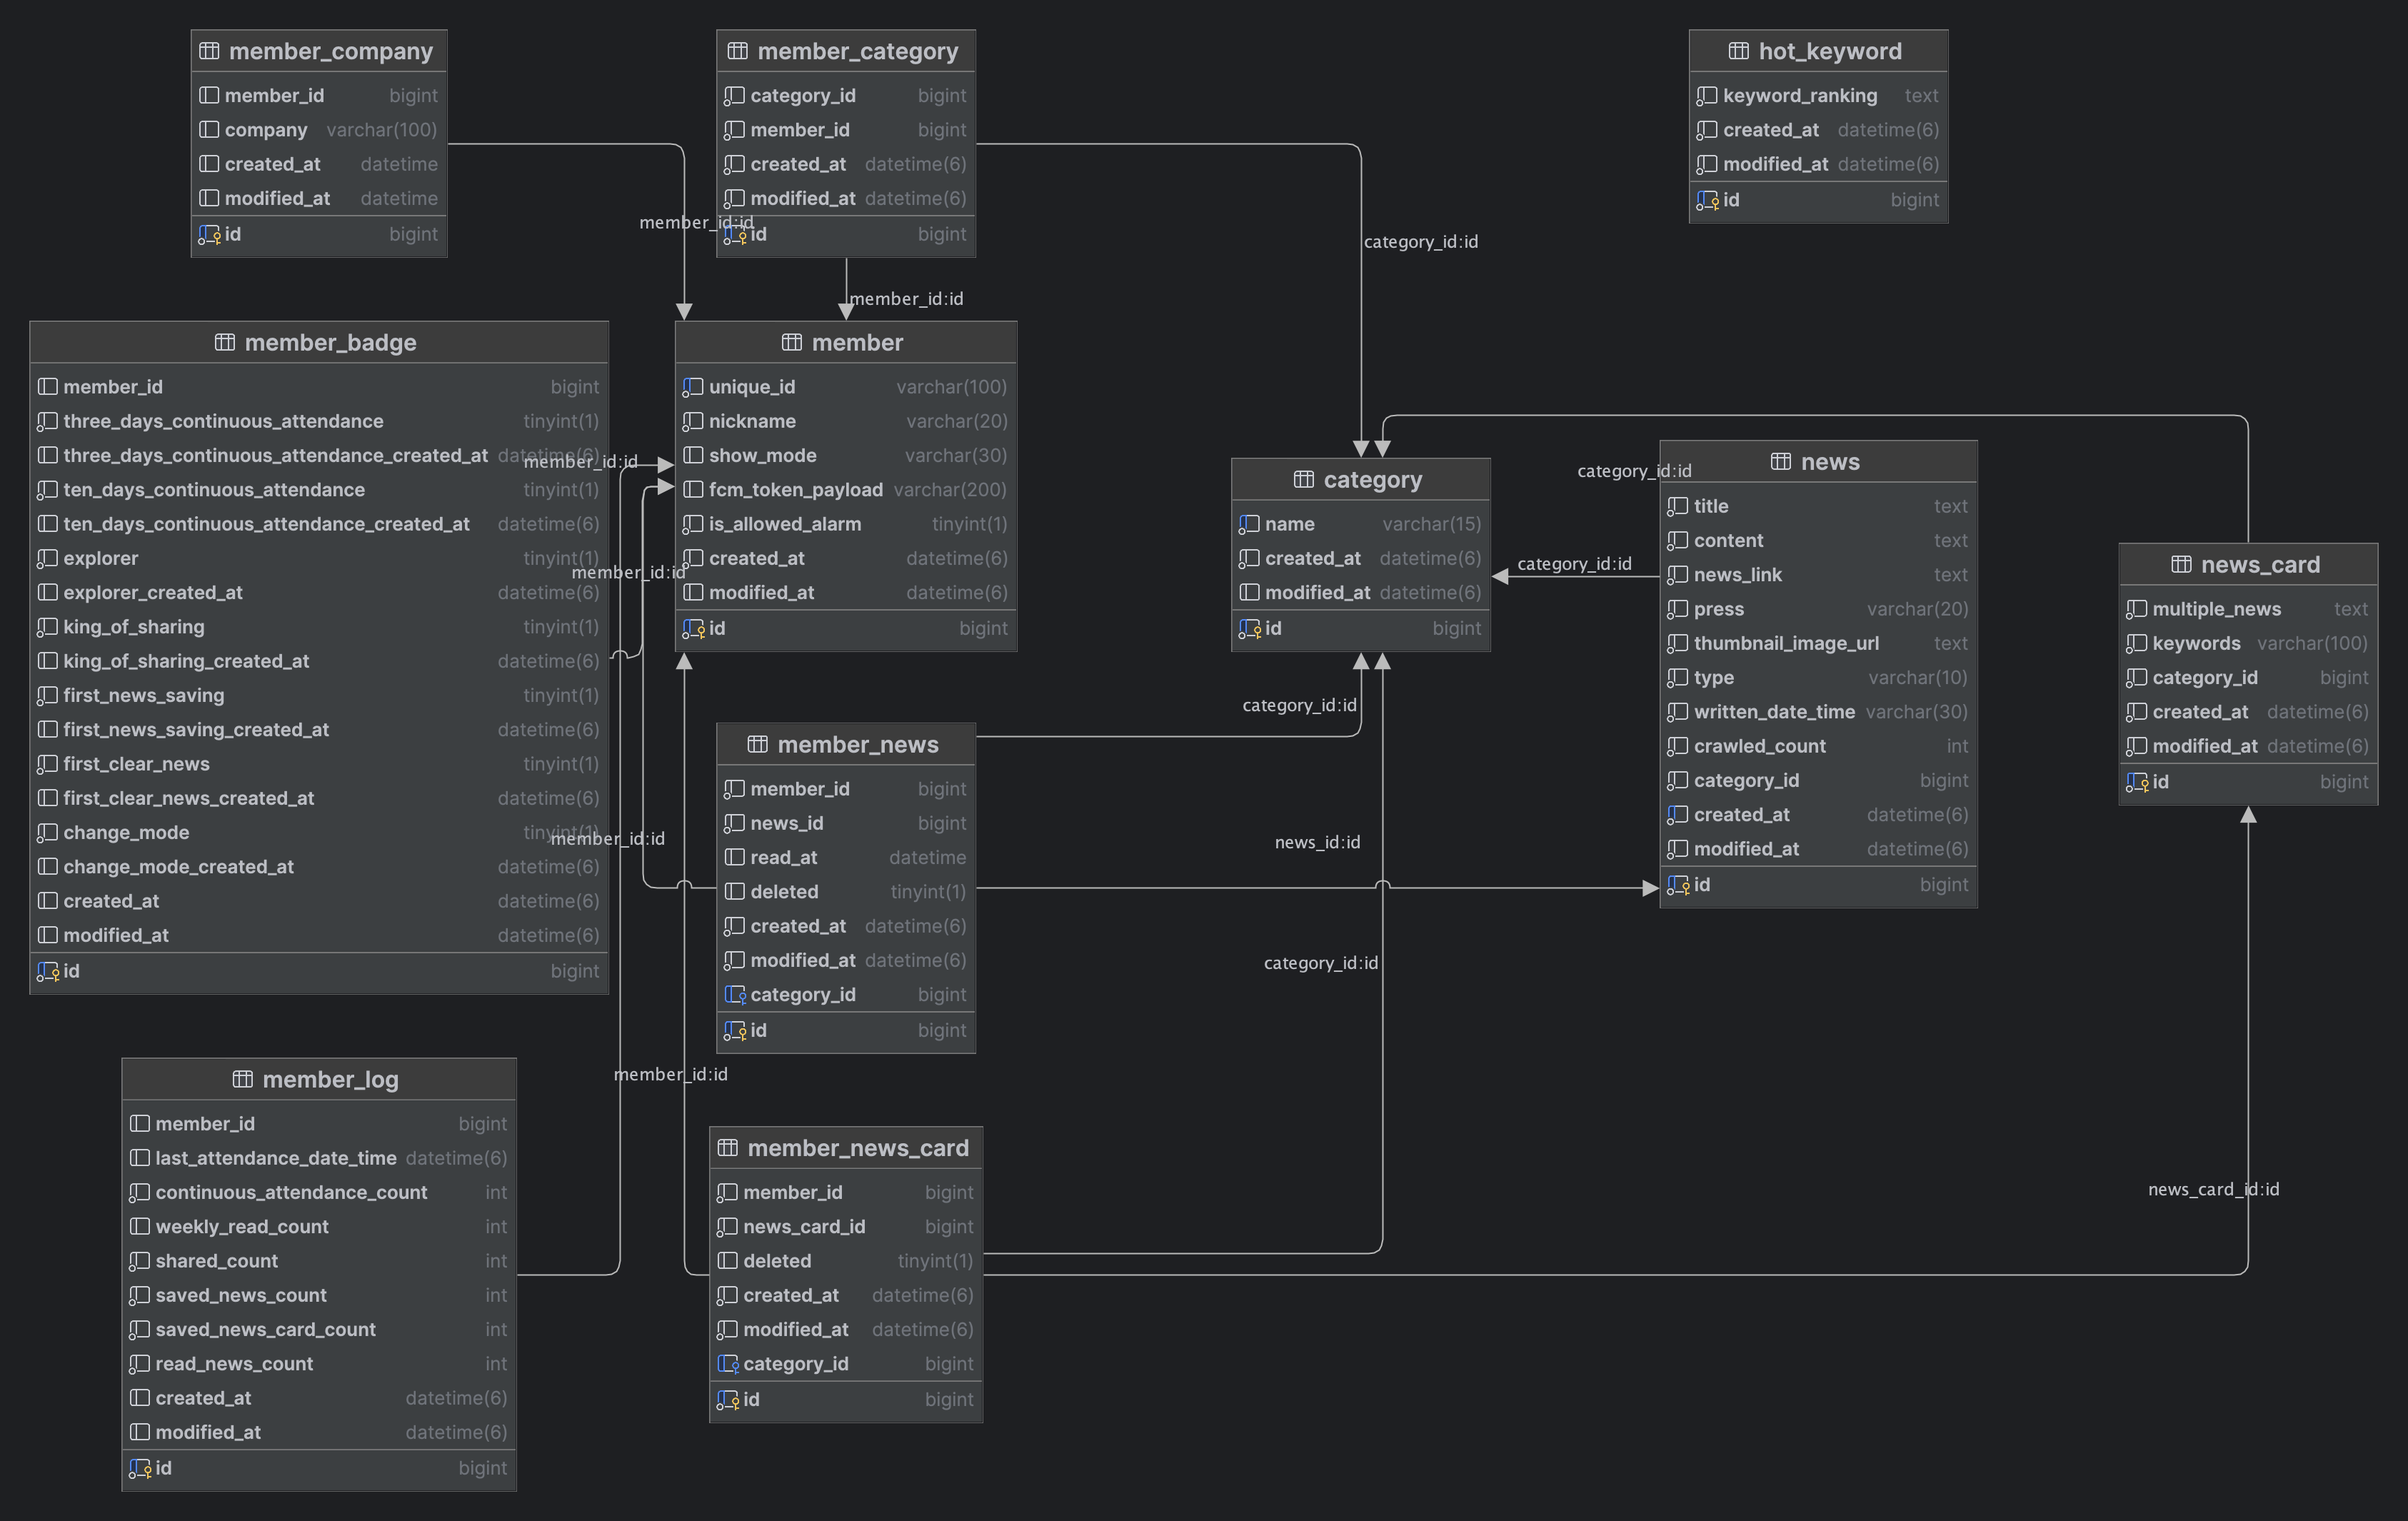 member_company
member_id bigint
company varchar(100)
created_at datetime
modified_at datetime
id bigint
member_category
category_id bigint
member_id bigint
created_at datetime(6)
modified_at datetime(6)
id bigint
hot_keyword
keyword_ranking text
created_at datetime(6)
modified_at datetime(6)
id bigint
member_id:id
category_id:id
member_id:id
member_badge
member_id bigint
three_days_continuous_attendance tinyint(1)
three_days_continuous_attendance_created_at datetime(6)
ten_days_continuous_attendance tinyint(1)
ten_days_continuous_attendance_created_at datetime(6)
explorer tinyint(1)
explorer_created_at datetime(6)
king_of_sharing tinyint(1)
king_of_sharing_created_at datetime(6)
first_news_saving tinyint(1)
first_news_saving_created_at datetime(6)
first_clear_news tinyint(1)
first_clear_news_created_at datetime(6)
change_mode tinyint(1)
change_mode_created_at datetime(6)
created_at datetime(6)
modified_at datetime(6)
id bigint
member_id:id
member_id:id
member_id:id
member
unique_id varchar(100)
nickname varchar(20)
show_mode varchar(30)
fcm_token_payload varchar(200)
is_allowed_alarm tinyint(1)
created_at datetime(6)
modified_at datetime(6)
id bigint
category
name varchar(15)
created_at datetime(6)
modified_at datetime(6)
id bigint
category_id:id
category_id:id
news
title text
content text
news_link text
press varchar(20)
thumbnail_image_url text
type varchar(10)
written_date_time varchar(30)
crawled_count int
category_id bigint
created_at datetime(6)
modified_at datetime(6)
id bigint
news_card
multiple_news text
keywords varchar(100)
category_id bigint
created_at datetime(6)
modified_at datetime(6)
id bigint
category_id:id
member_news
member_id bigint
news_id bigint
read_at datetime
deleted tinyint(1)
created_at datetime(6)
modified_at datetime(6)
category_id bigint
id bigint
news_id:id
category_id:id
member_id:id
news_card_id:id
member_log
member_id bigint
last_attendance_date_time datetime(6)
continuous_attendance_count int
weekly_read_count int
shared_count int
saved_news_count int
saved_news_card_count int
read_news_count int
created_at datetime(6)
modified_at datetime(6)
id bigint
member_news_card
member_id bigint
news_card_id bigint
deleted tinyint(1)
created_at datetime(6)
modified_at datetime(6)
category_id bigint
id bigint